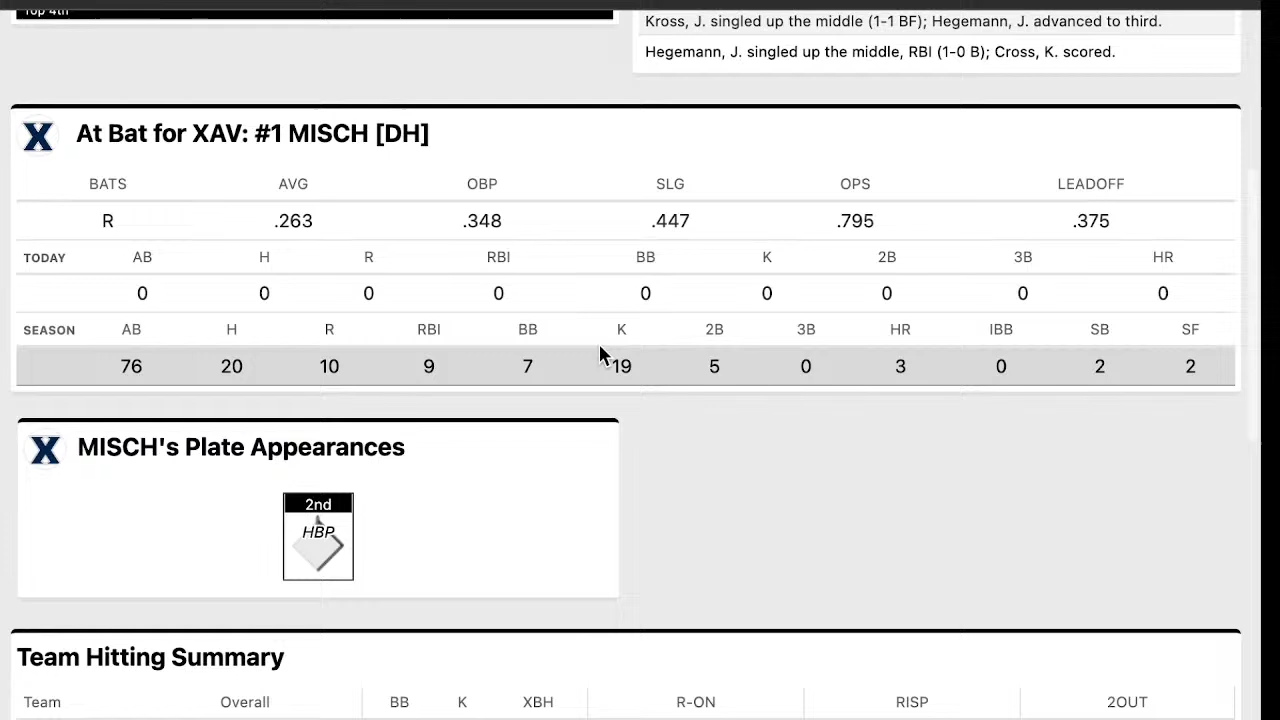 Top 4th
Kross, J. singled up the middle (1-1 BF); Hegemann, J. advanced to third.
Hegemann, J. singled up the middle, RBI (1-0 B); Cross, K. scored.
X At Bat for XAV: #1 MISCH [DH]
BATS AVG OBP SLG OPS LEADOFF
R .263 .348 .447 .795 .375
TODAY AB H R RBI BB K 2B 3B HR
0 0 0 0 0 0 0 0 0
SEASON AB H R RBI BB K 2B 3B HR IBB SB SF
76 20 10 9 7 19 5 0 3 0 2 2
X MISCH's Plate Appearances
2nd
HBP
Team Hitting Summary
Team Overall BB K XBH R-ON RISP 2OUT